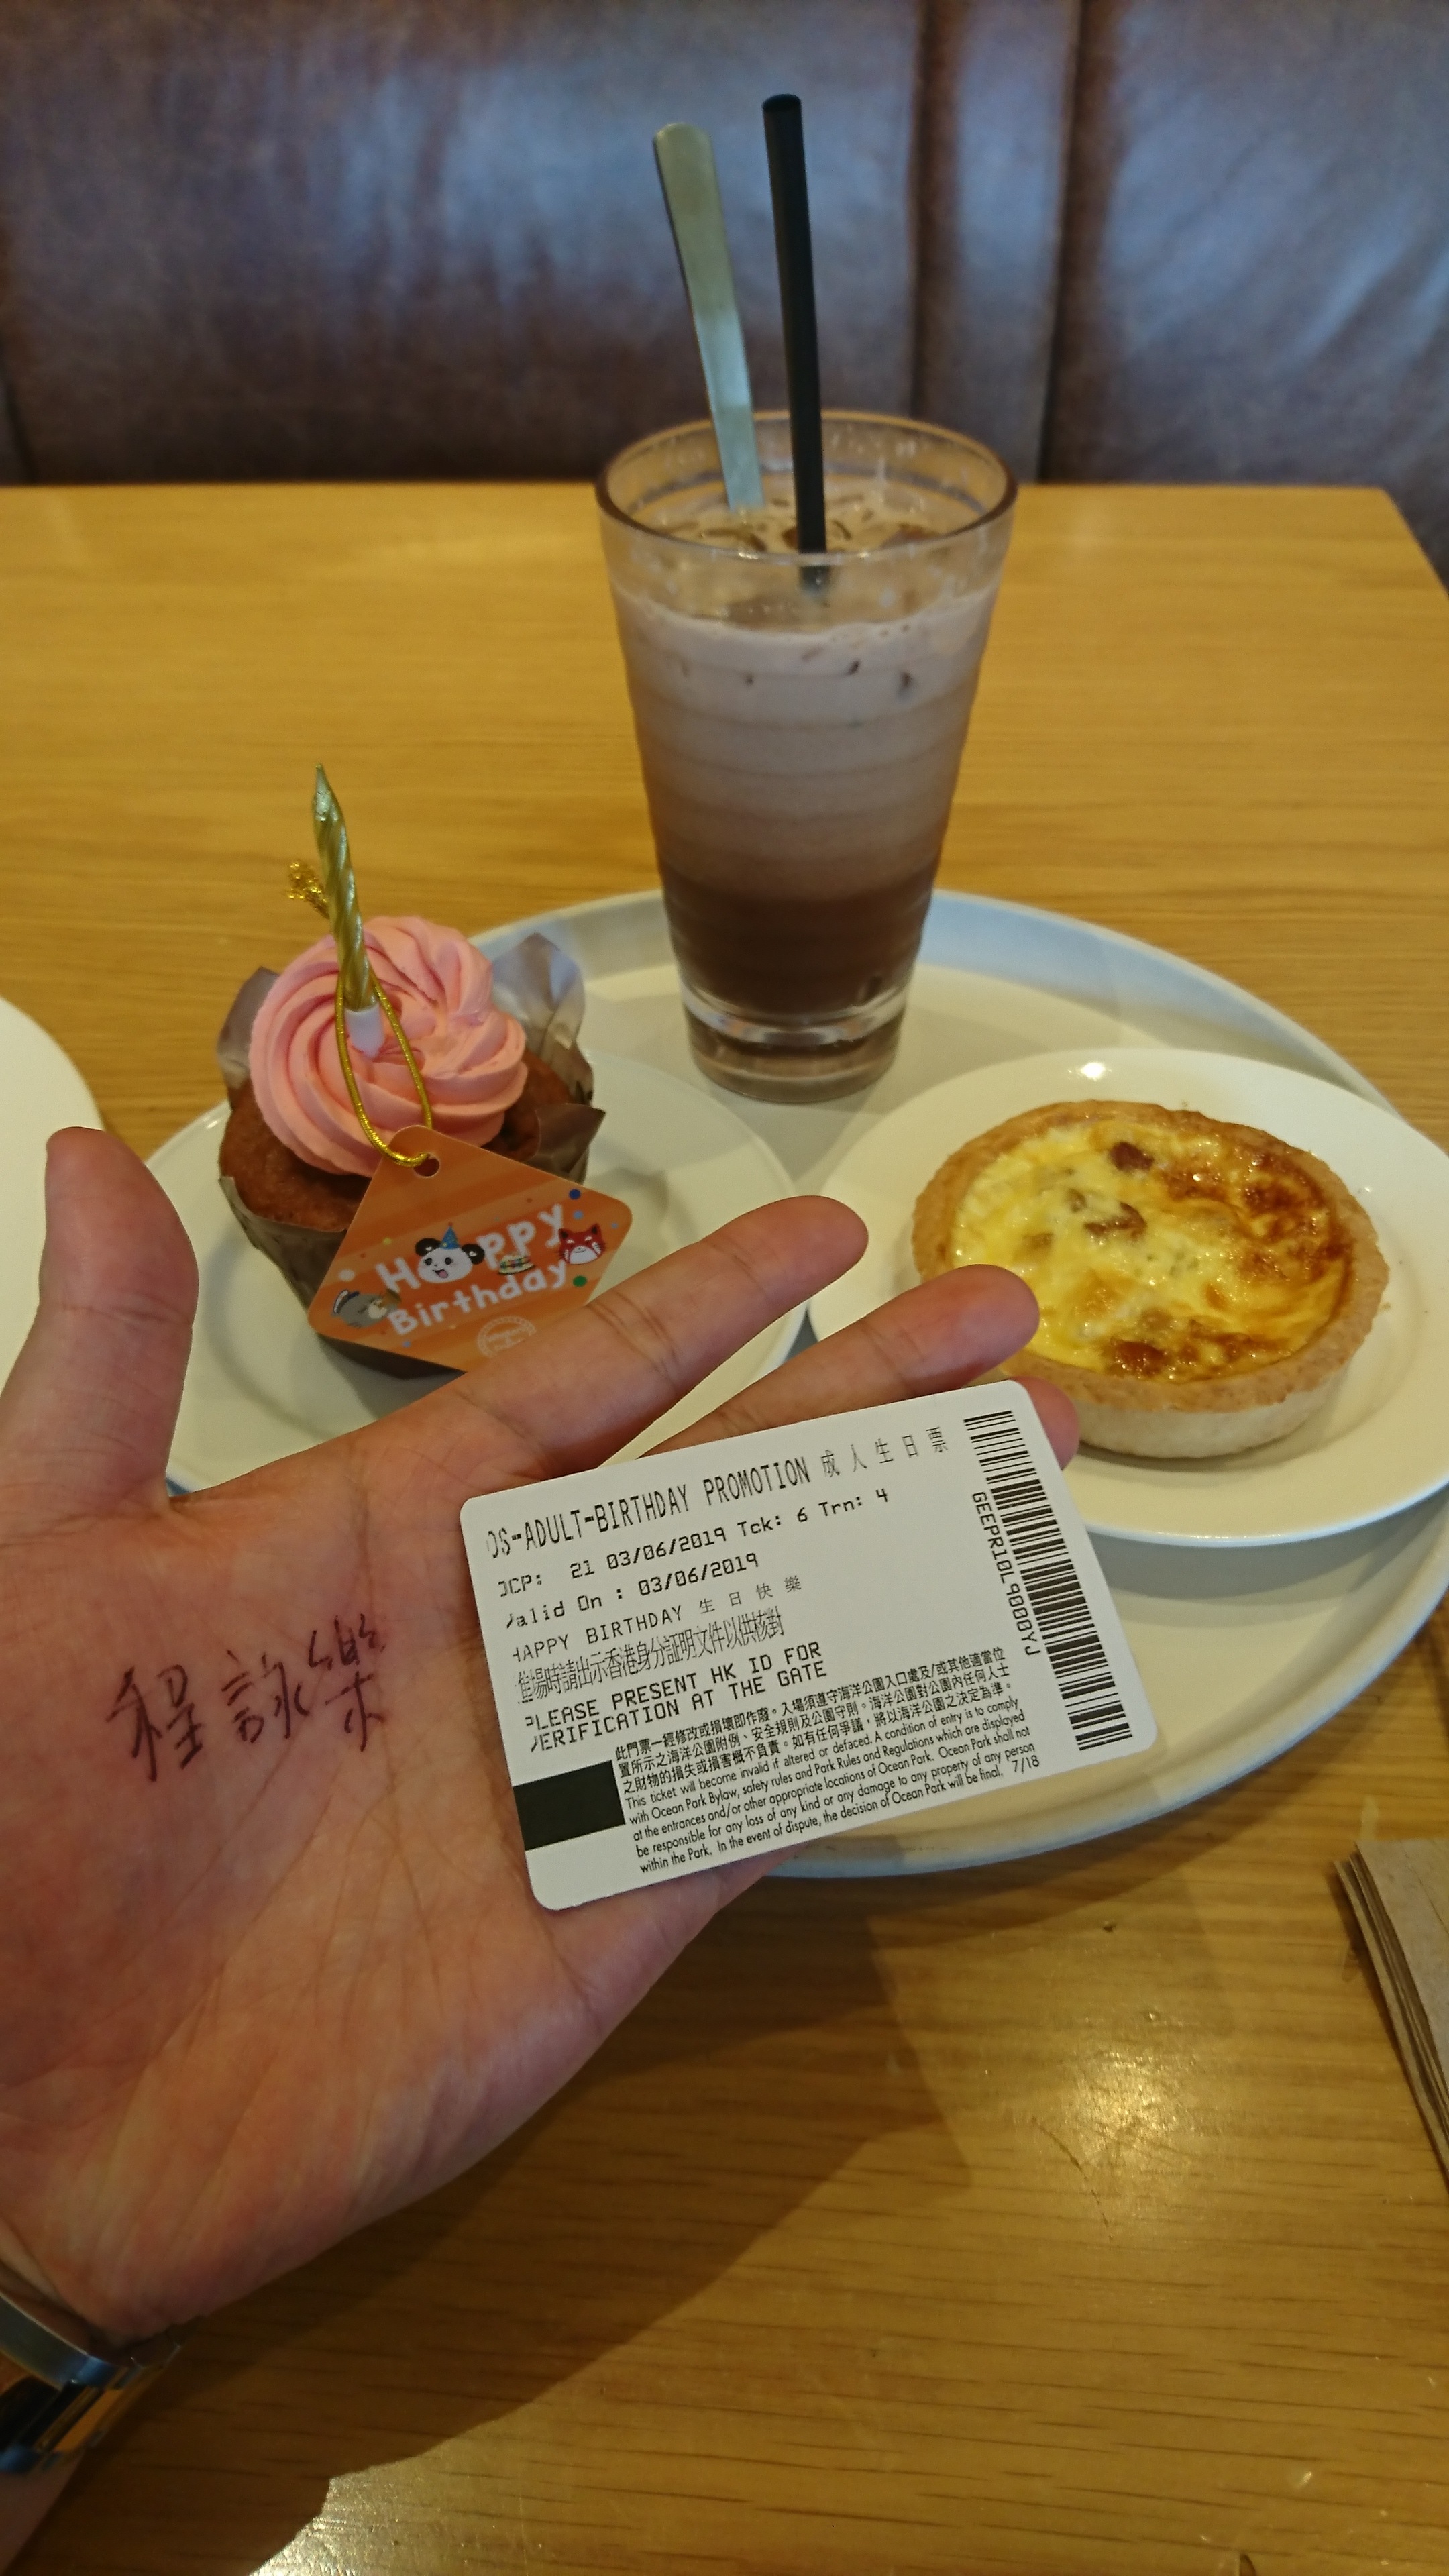 Happy
Birthday
OS-ADULT-BIRTHDAY PROMOTION 成人生日票
OCP: 21 03/06/2019 Tck: 6 Trn: 4
Valid On : 03/06/2019
HAPPY BIRTHDAY 生日快樂
進場時請出示香港身分証明文件以供核對
PLEASE PRESENT HK ID FOR
VERIFICATION AT THE GATE
此門票一經修改或損壞即作廢。入場須遵守海洋公園入口處及/或其他適當位
置所示之海洋公園附例、安全規則及公園守則。海洋公園對公園內任何人士
之財物的損失或損害概不負責。如有任何爭議，將以海洋公園之決定為準。
This ticket will become invalid if altered or defaced. A condition of entry is to comply
with Ocean Park Bylaw, safety rules and Park Rules and Regulations which are displayed
at the entrances and/or other appropriate locations of Ocean Park. Ocean Park shall not
be responsible for any loss of any kind or any damage to any property of any person
within the Park. In the event of dispute, the decision of Ocean Park will be final. 7/18
GEEPR10L9000YJ
程詠樂